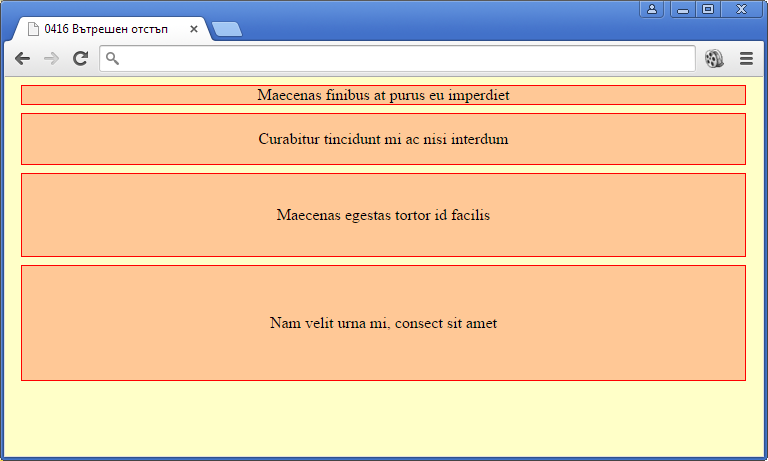 0416 Вътрешен отстъп
Maecenas finibus at purus eu imperdiet
Curabitur tincidunt mi ac nisi interdum
Maecenas egestas tortor id facilis
Nam velit urna mi, consect sit amet